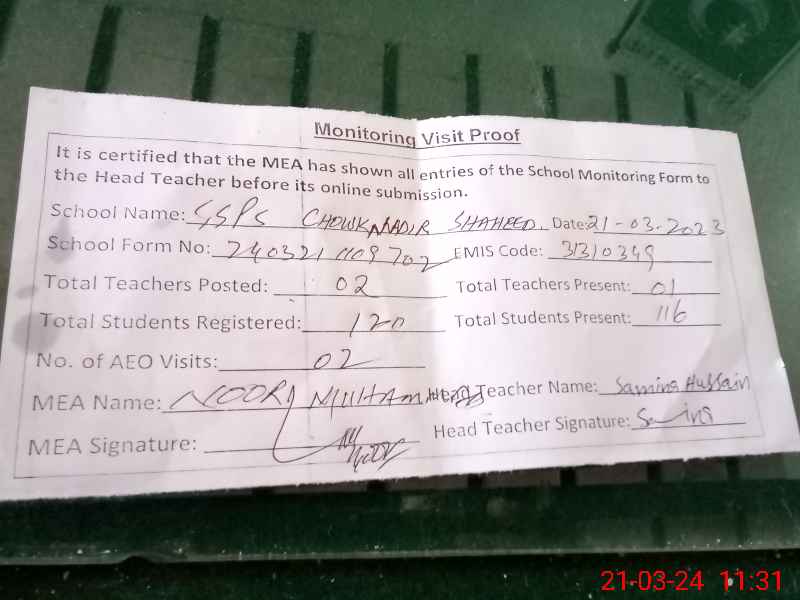 Monitoring Visit Proof
It is certified that the MEA has shown all entries of the School Monitoring Form to
the Head Teacher before its online submission.
School Name: GSPS CHOWK NADIR SHAHEED. Date: 21-03-2023
School Form No: 240321 1109702 EMIS Code: 31310349
Total Teachers Posted: 02 Total Teachers Present: 01
Total Students Registered: 120 Total Students Present: 116
No. of AEO Visits: 02
MEA Name: NOOR MUHAMMAD Head Teacher Name: Samina Hussain
MEA Signature: Head Teacher Signature:
21-03-24 11:31